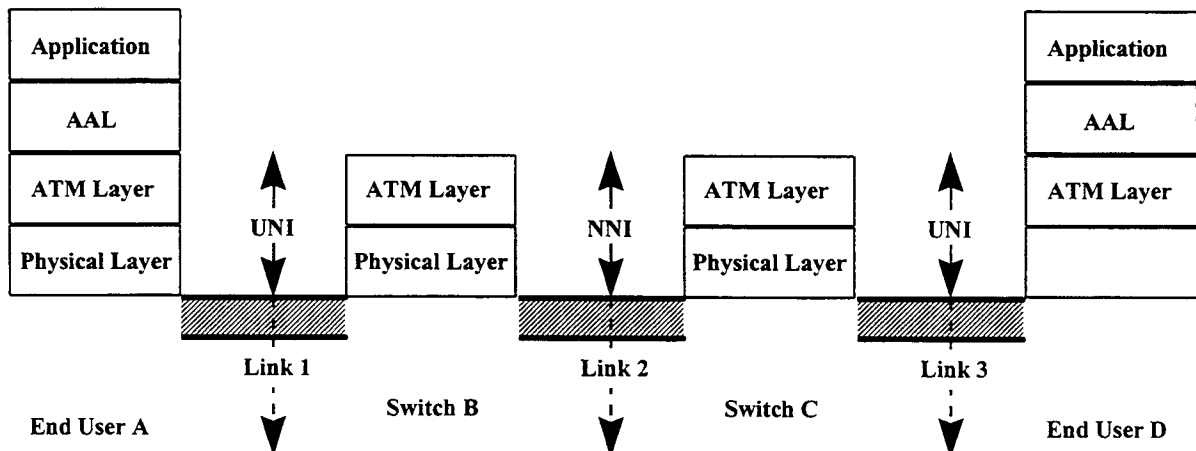 Application
Application
AAL
AAL
ATM Layer
ATM Layer
ATM Layer
ATM Layer
UNI
NNI
UNI
Physical Layer
Physical Layer
Physical Layer
Link 1
Link 2
Link 3
Switch B
Switch C
End User A
End User D